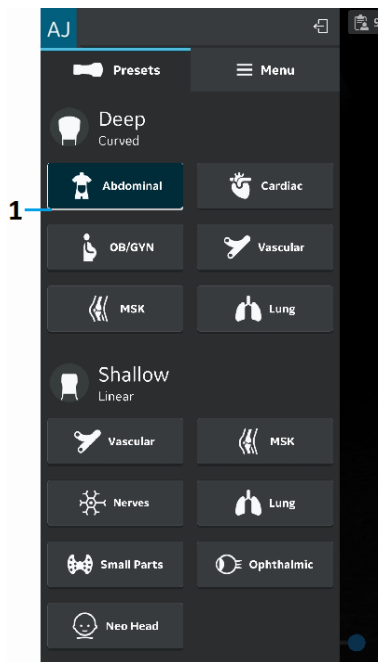 AJ
Presets
Menu
Deep
Curved
Abdominal
Cardiac
1
OB/GYN
Vascular
MSK
Lung
Shallow
Linear
Vascular
MSK
Nerves
Lung
Small Parts
Ophthalmic
Neo Head